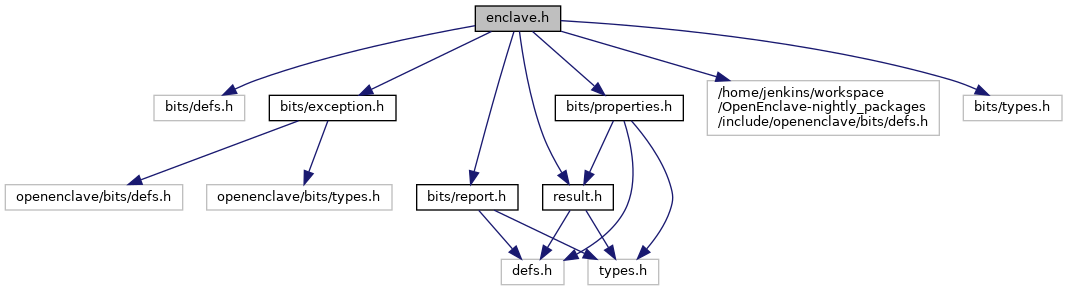 enclave.h
bits/defs.h
bits/exception.h
bits/properties.h
/home/jenkins/workspace
/OpenEnclave-nightly_packages
/include/openenclave/bits/defs.h
bits/types.h
openenclave/bits/defs.h
openenclave/bits/types.h
bits/report.h
result.h
defs.h
types.h